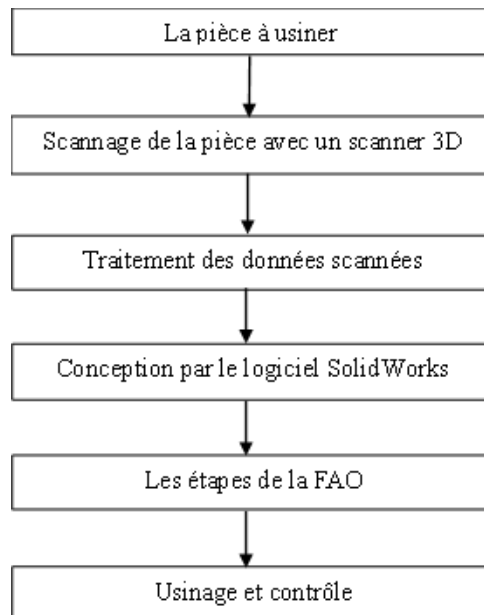 La pièce à usiner
Scannage de la pièce avec un scanner 3D
Traitement des données scannées
Conception par le logiciel SolidWorks
Les étapes de la FAO
Usinage et contrôle